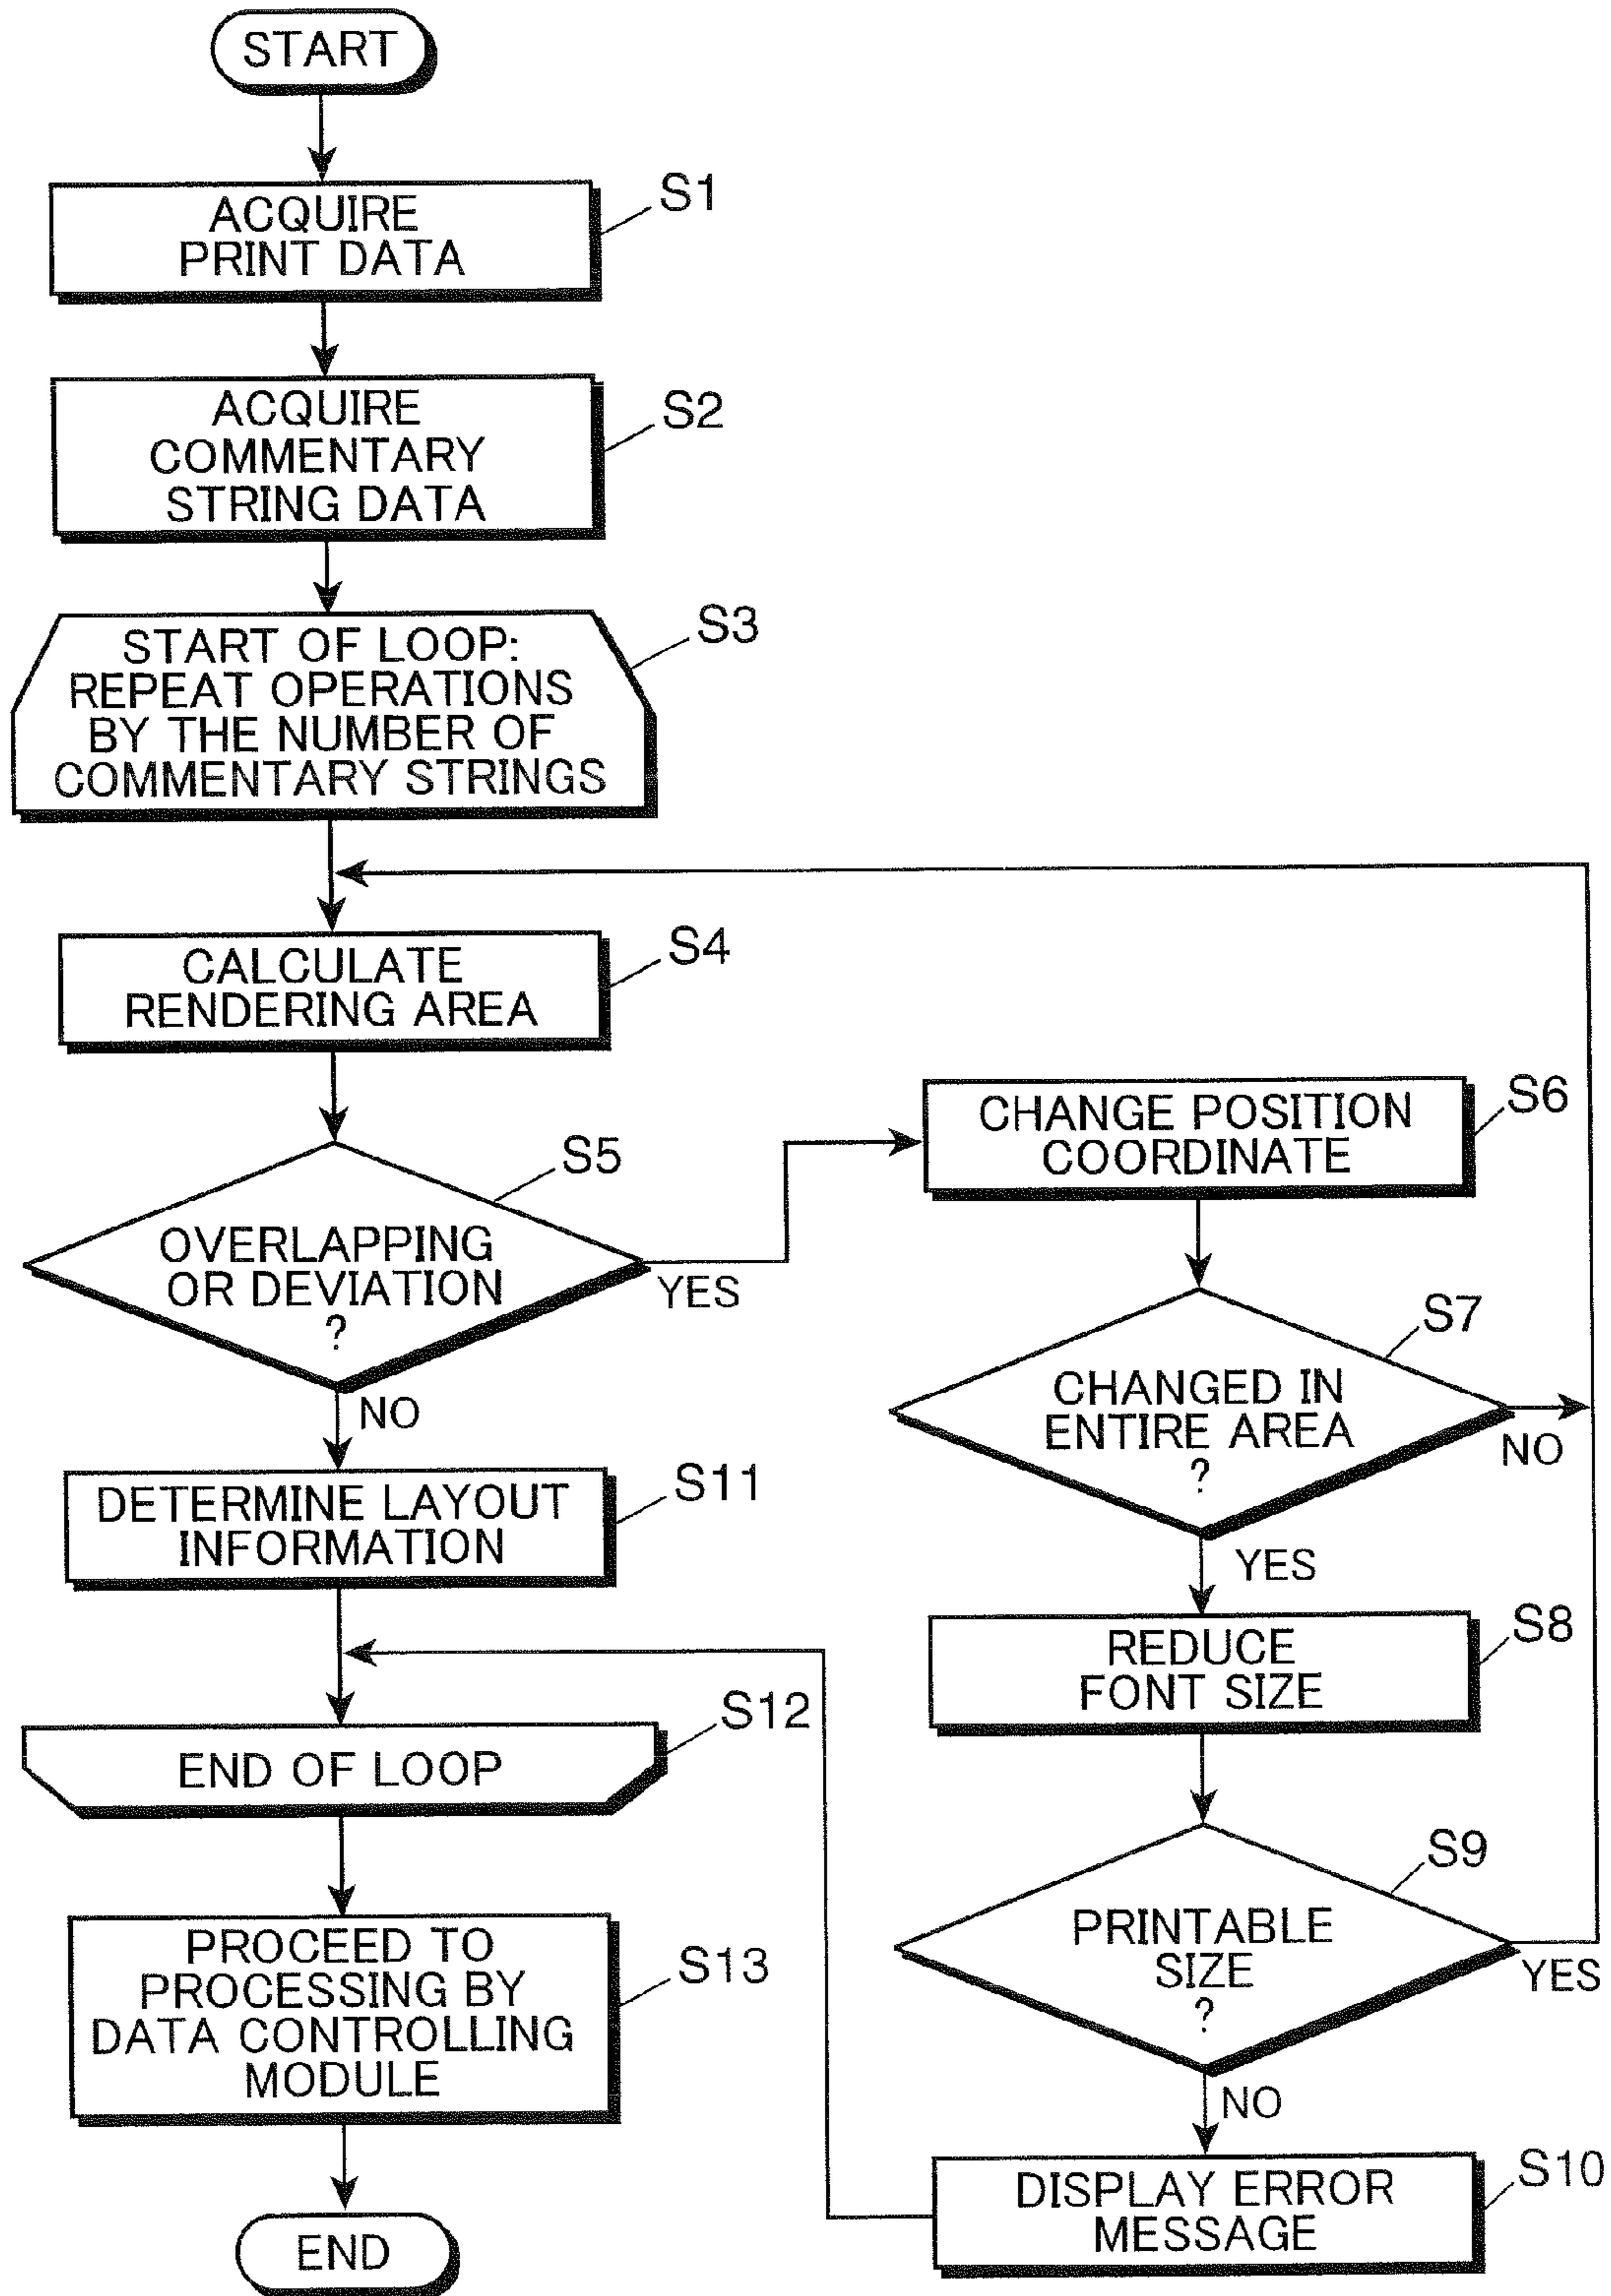 START
ACQUIRE
PRINT DATA
S1
ACQUIRE
COMMENTARY
STRING DATA
S2
START OF LOOP:
REPEAT OPERATIONS
BY THE NUMBER OF
COMMENTARY STRINGS
S3
CALCULATE
RENDERING AREA
S4
OVERLAPPING
OR DEVIATION
?
S5
YES
NO
CHANGE POSITION
COORDINATE
S6
CHANGED IN
ENTIRE AREA
?
S7
NO
YES
REDUCE
FONT SIZE
S8
PRINTABLE
SIZE
?
S9
YES
NO
DISPLAY ERROR
MESSAGE
S10
DETERMINE LAYOUT
INFORMATION
S11
END OF LOOP
S12
PROCEED TO
PROCESSING BY
DATA CONTROLLING
MODULE
S13
END